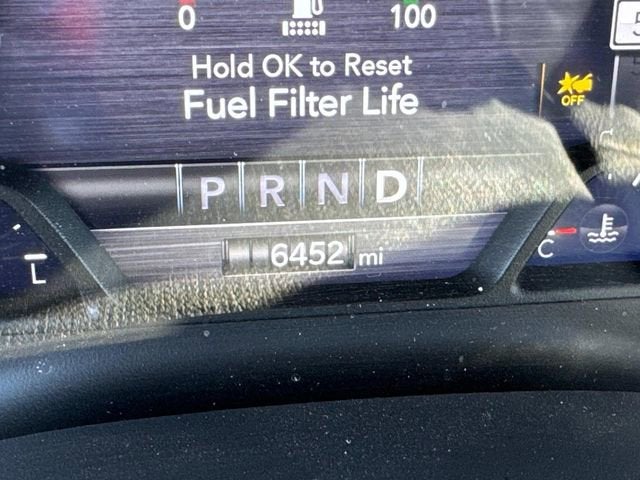 0 100
Hold OK to Reset
Fuel Filter Life
OFF
P R N D
6452 mi
L
C